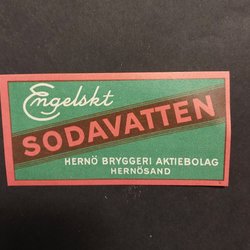 Engelskt
SODAVATTEN
HERNÖ BRYGGERI AKTIEBOLAG
HERNÖSAND